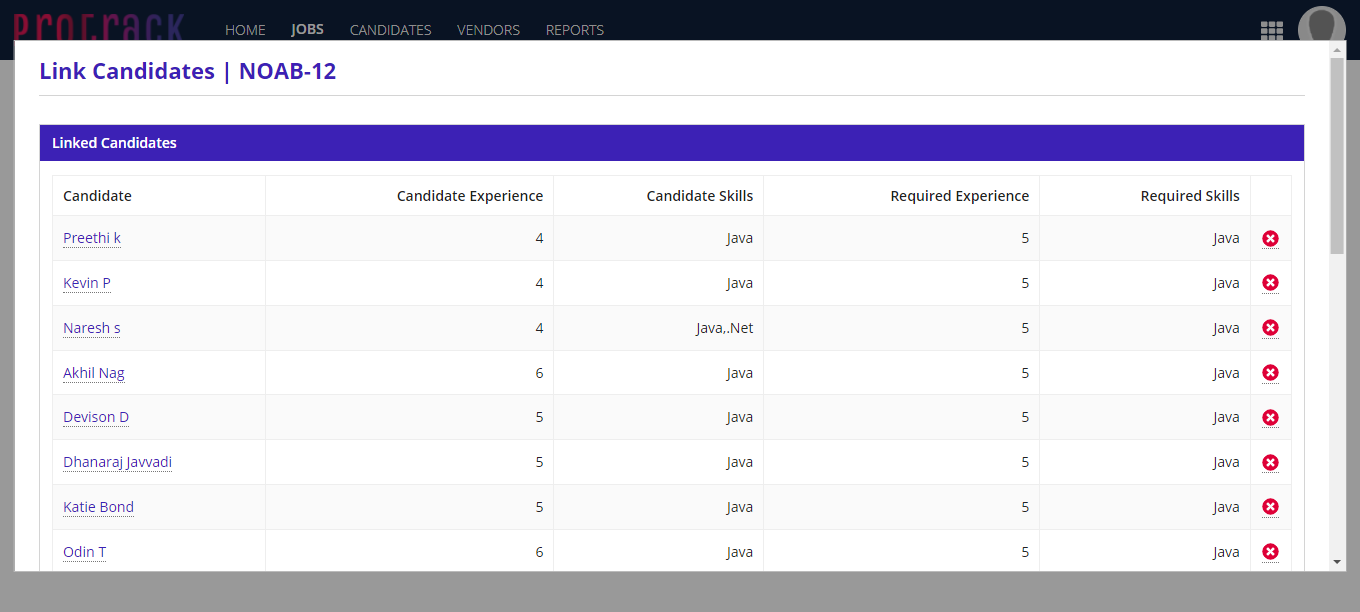 HOME JOBS CANDIDATES VENDORS REPORTS
Link Candidates | NOAB-12
Linked Candidates
Candidate Candidate Experience Candidate Skills Required Experience Required Skills
Preethi k 4 Java 5 Java
Kevin P 4 Java 5 Java
Naresh s 4 Java,.Net 5 Java
Akhil Nag 6 Java 5 Java
Devison D 5 Java 5 Java
Dhanaraj Javvadi 5 Java 5 Java
Katie Bond 5 Java 5 Java
Odin T 6 Java 5 Java